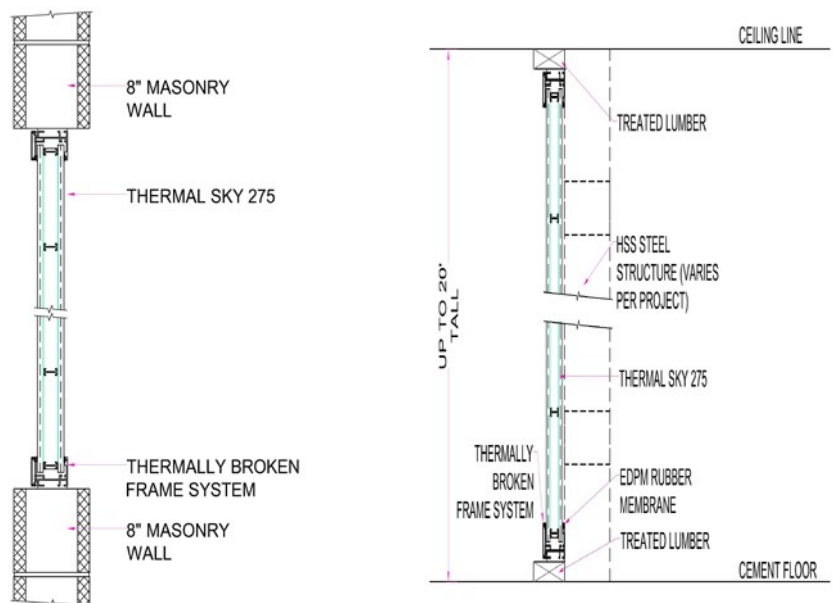 8" MASONRY
WALL
THERMAL SKY 275
THERMALLY BROKEN
FRAME SYSTEM
8" MASONRY
WALL
CEILING LINE
TREATED LUMBER
HSS STEEL
STRUCTURE (VARIES
PER PROJECT)
UP TO 20'
TALL
THERMAL SKY 275
THERMALLY
BROKEN
FRAME SYSTEM
EDPM RUBBER
MEMBRANE
TREATED LUMBER
CEMENT FLOOR